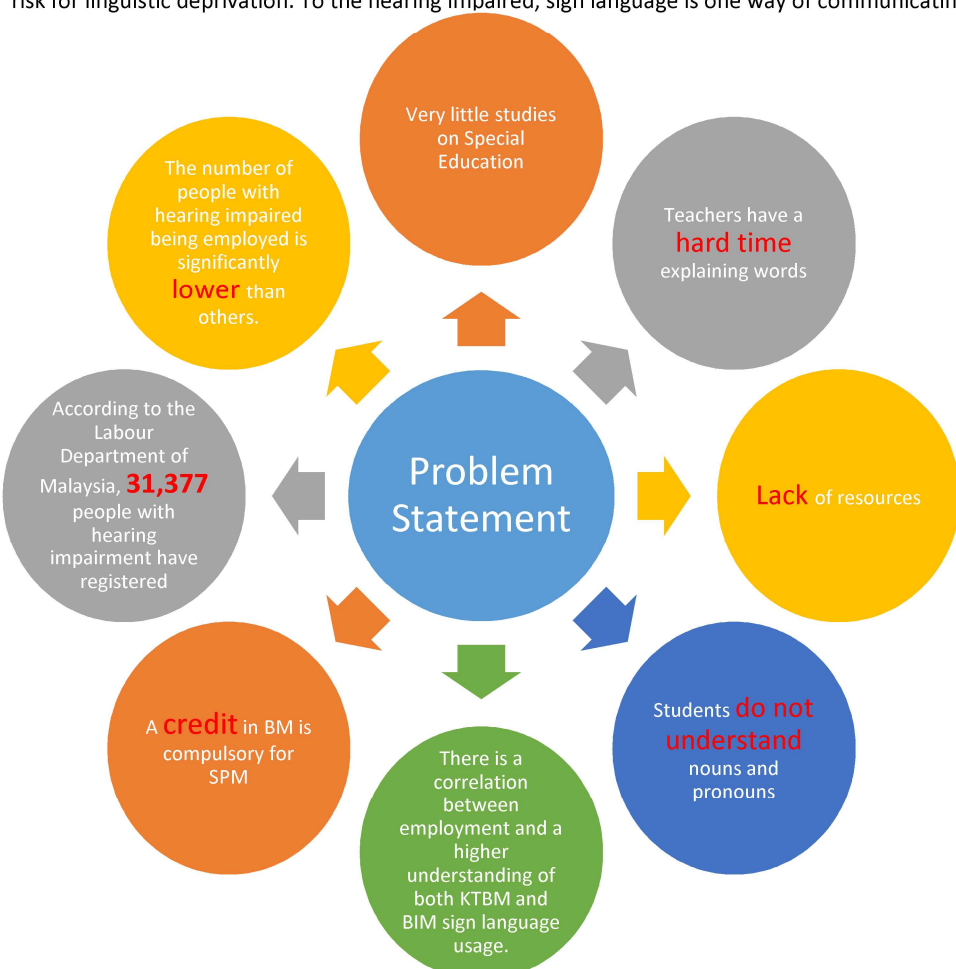 risk for linguistic deprivation. To the hearing impaired, sign language is one way of communicatin
Very little studies
on Special
Education
Teachers have a
hard time
explaining words
Lack of resources
Students do not
understand
nouns and
pronouns
There is a
correlation
between
employment and a
higher
understanding of
both KTBM and
BIM sign language
usage.
A credit in BM is
compulsory for
SPM
According to the
Labour
Department of
Malaysia, 31,377
people with
hearing
impairment have
registered
The number of
people with
hearing impaired
being employed is
significantly
lower than
others.
Problem
Statement